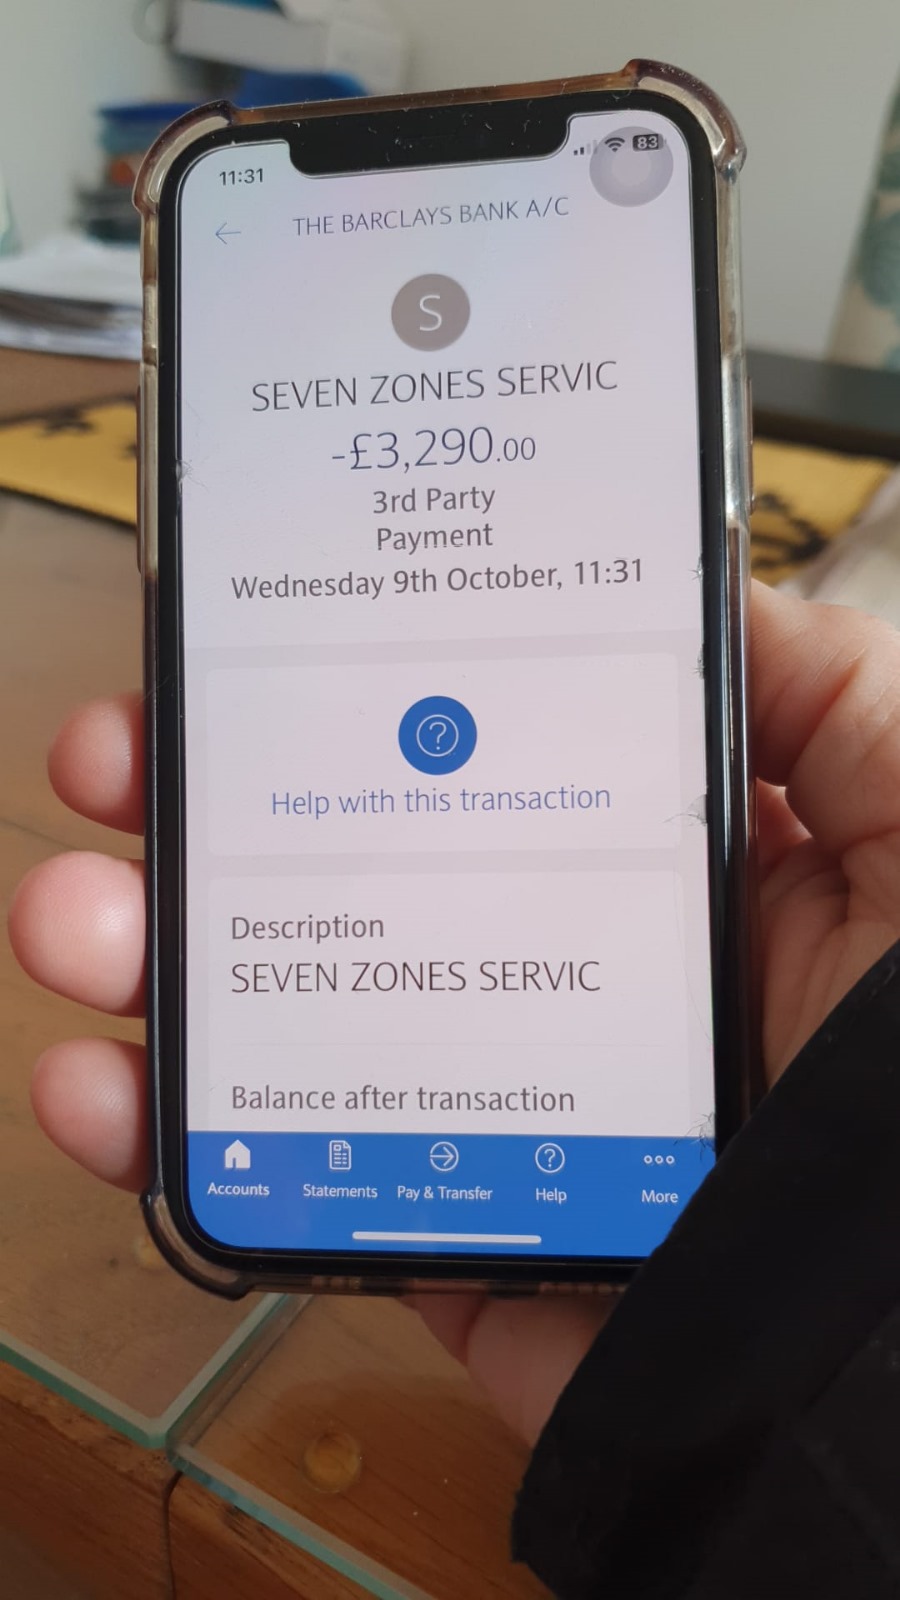 11:31
83
THE BARCLAYS BANK A/C
S
SEVEN ZONES SERVIC
-£3,290.00
3rd Party
Payment
Wednesday 9th October, 11:31
?
Help with this transaction
Description
SEVEN ZONES SERVIC
Balance after transaction
Accounts Statements Pay & Transfer Help More